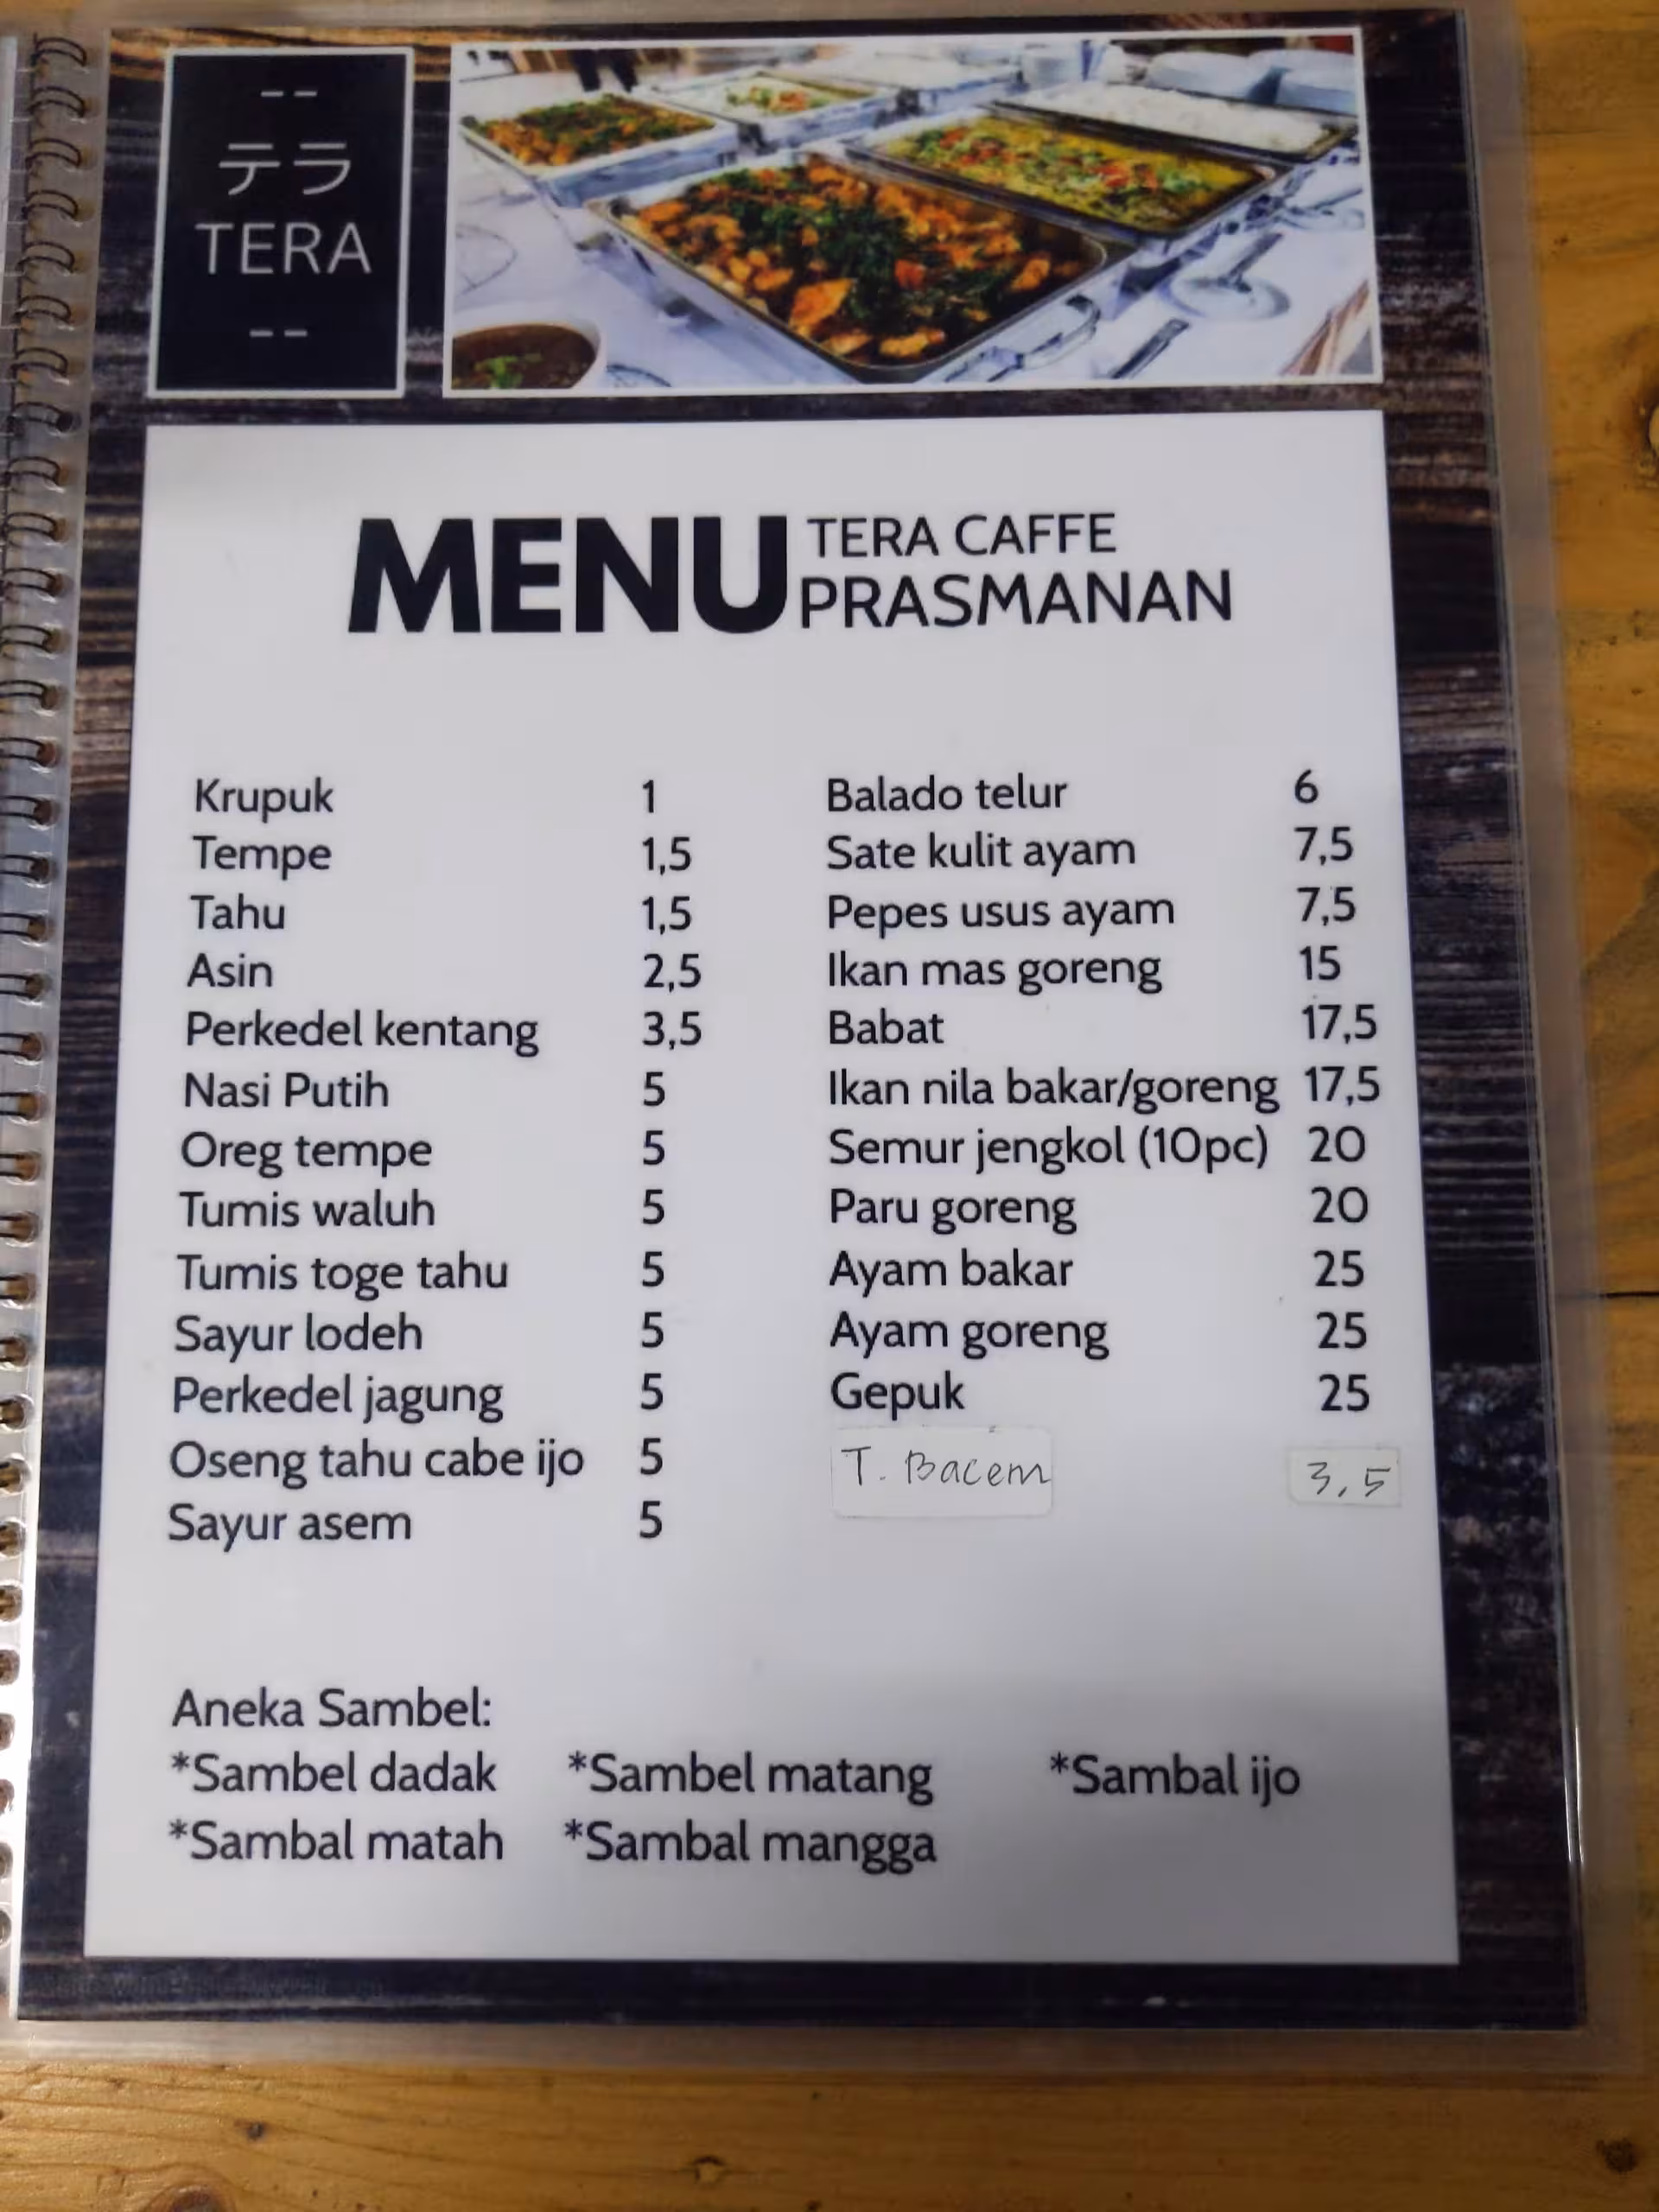 --
テラ
TERA
--
MENU TERA CAFFE
PRASMANAN
Krupuk 1
Tempe 1,5
Tahu 1,5
Asin 2,5
Perkedel kentang 3,5
Nasi Putih 5
Oreg tempe 5
Tumis waluh 5
Tumis toge tahu 5
Sayur lodeh 5
Perkedel jagung 5
Oseng tahu cabe ijo 5
Sayur asem 5
Balado telur 6
Sate kulit ayam 7,5
Pepes usus ayam 7,5
Ikan mas goreng 15
Babat 17,5
Ikan nila bakar/goreng 17,5
Semur jengkol (10pc) 20
Paru goreng 20
Ayam bakar 25
Ayam goreng 25
Gepuk 25
T. Bacem 3,5
Aneka Sambel:
*Sambel dadak *Sambel matang *Sambal ijo
*Sambal matah *Sambal mangga